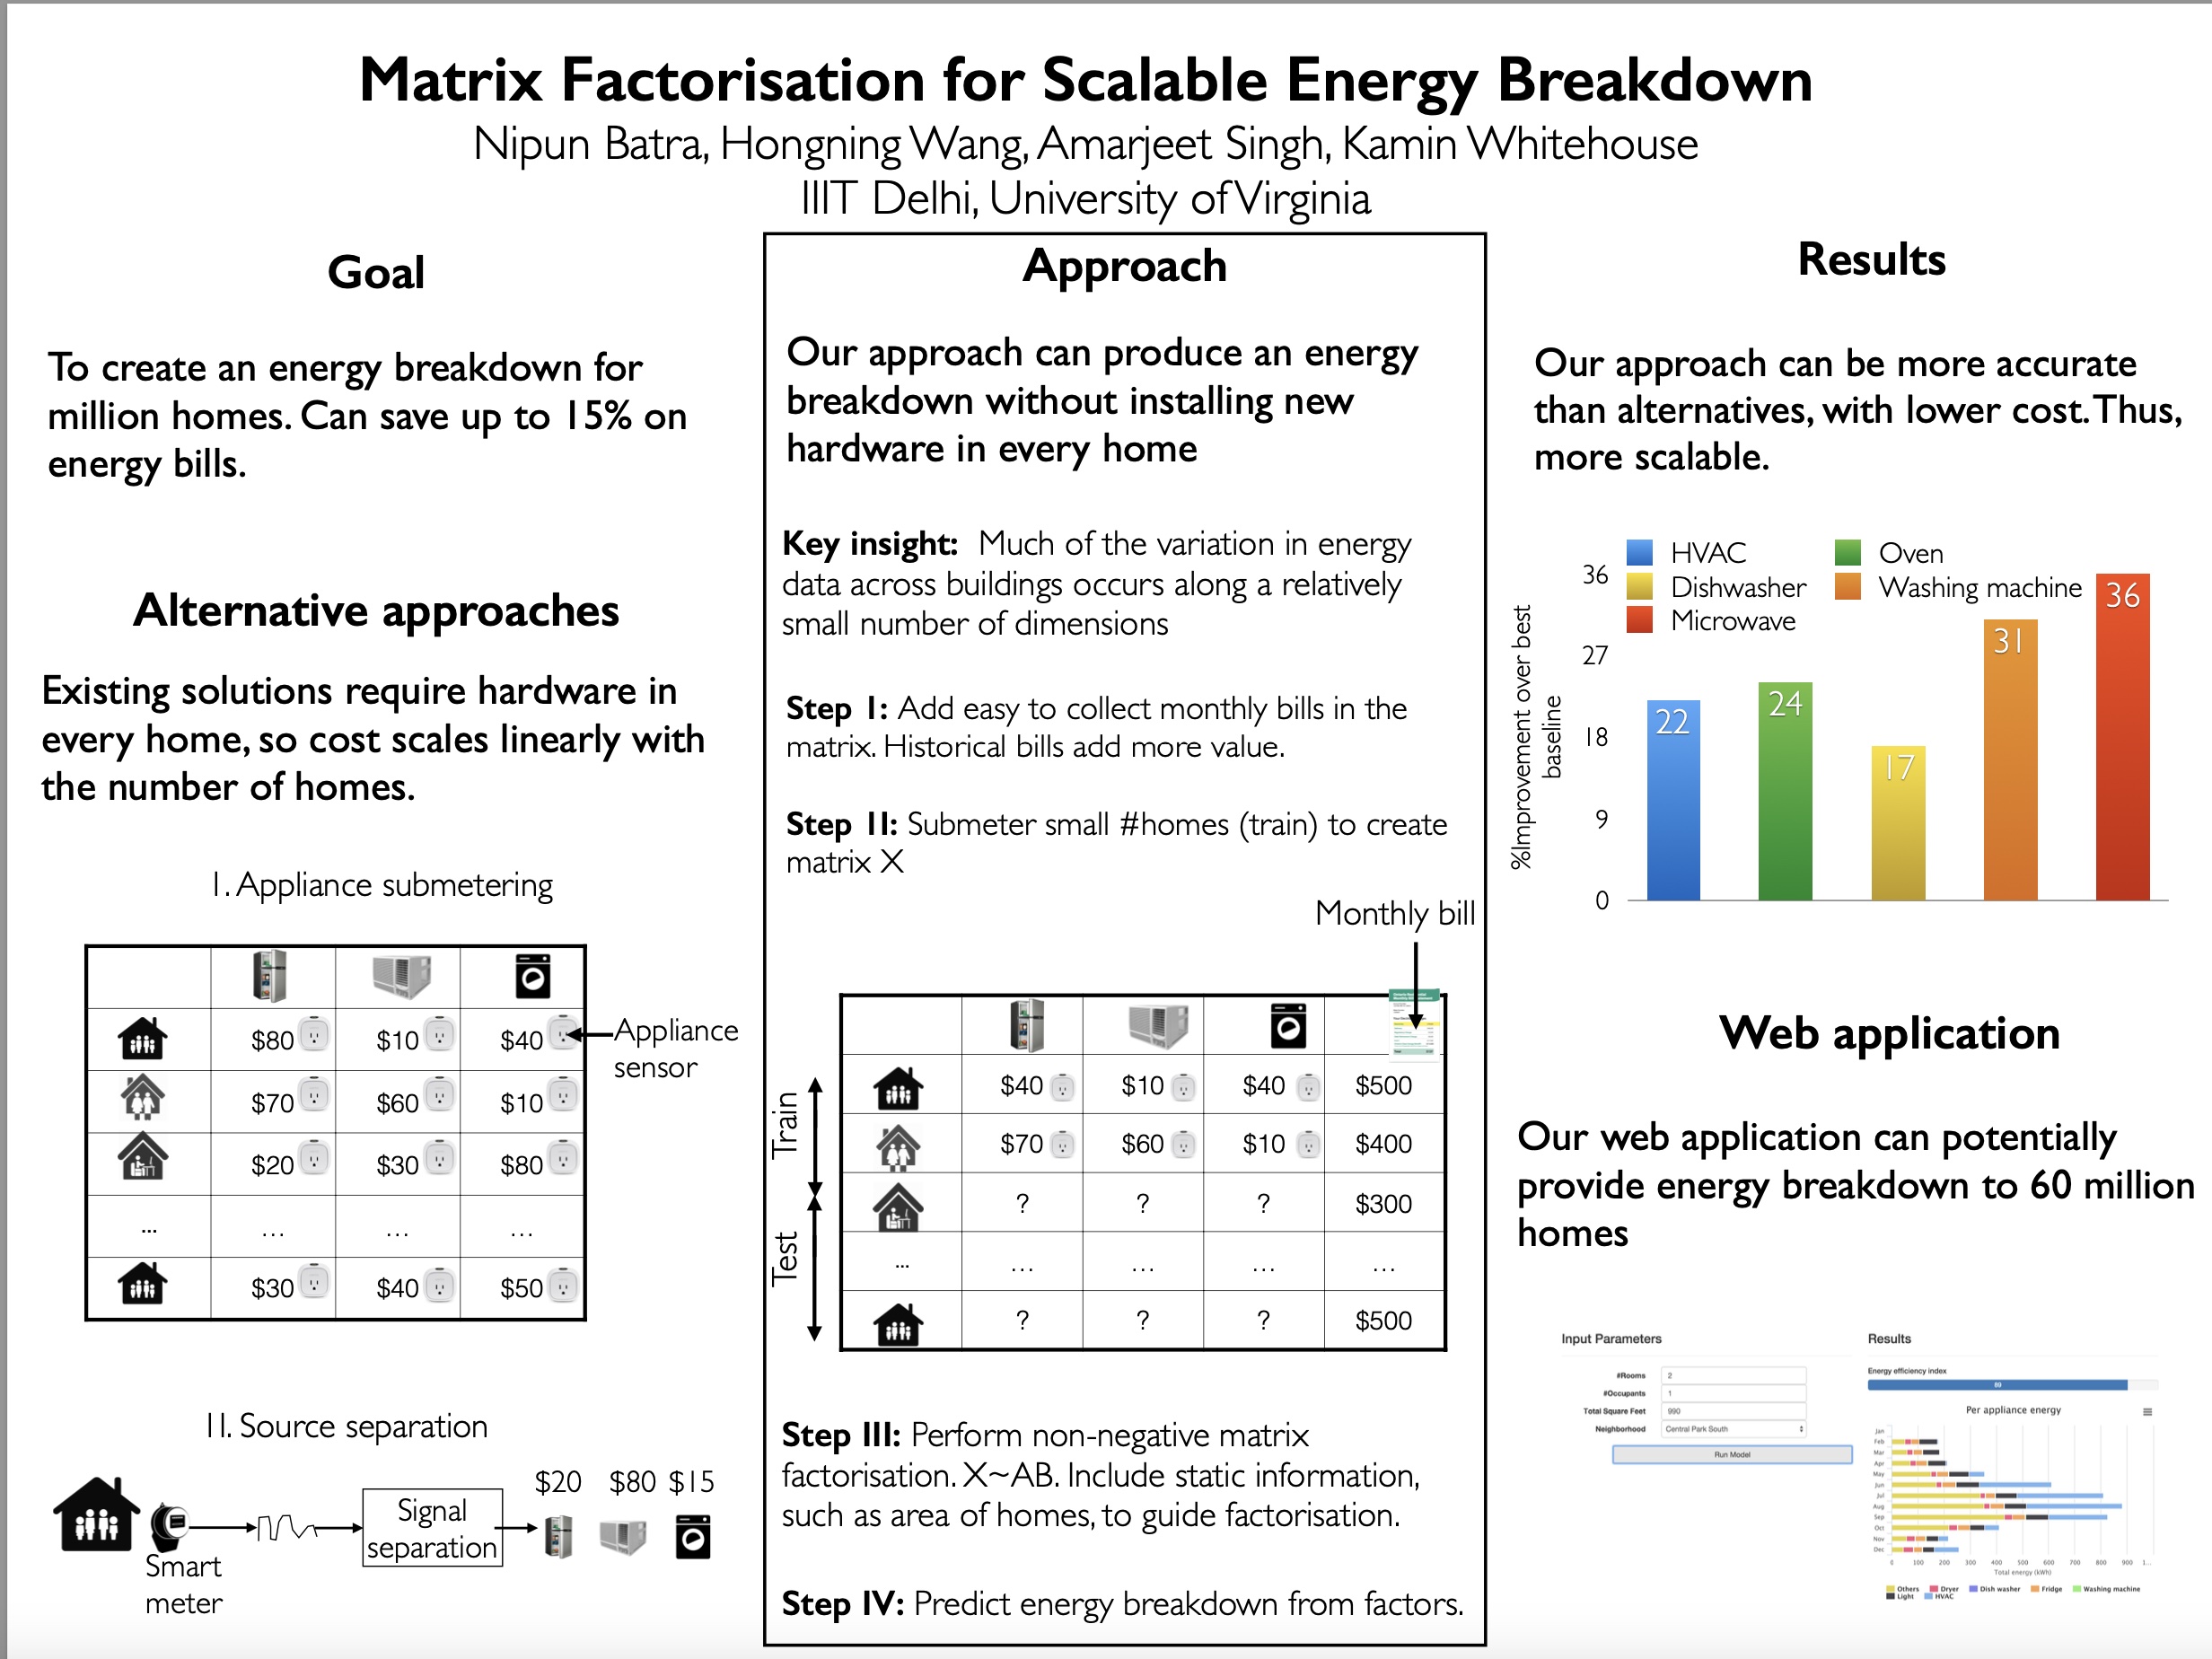 Matrix Factorisation for Scalable Energy Breakdown
Nipun Batra, Hongning Wang, Amarjeet Singh, Kamin Whitehouse
IIIT Delhi, University of Virginia
Goal
To create an energy breakdown for
million homes. Can save up to 15% on
energy bills.
Alternative approaches
Existing solutions require hardware in
every home, so cost scales linearly with
the number of homes.
I. Appliance submetering
$80 $10 $40
Appliance
sensor
$70 $60 $10
$20 $30 $80
... ... ... ...
$30 $40 $50
II. Source separation
$20 $80 $15
Signal
separation
Smart
meter
Approach
Our approach can produce an energy
breakdown without installing new
hardware in every home
Key insight: Much of the variation in energy
data across buildings occurs along a relatively
small number of dimensions
Step I: Add easy to collect monthly bills in the
matrix. Historical bills add more value.
Step II: Submeter small #homes (train) to create
matrix X
Monthly bill
Train
Test
$40 $10 $40 $500
$70 $60 $10 $400
? ? ? $300
... ... ... ... ...
? ? ? $500
Step III: Perform non-negative matrix
factorisation. X~AB. Include static information,
such as area of homes, to guide factorisation.
Step IV: Predict energy breakdown from factors.
Results
Our approach can be more accurate
than alternatives, with lower cost. Thus,
more scalable.
HVAC Oven
Dishwasher Washing machine
Microwave
%Improvement over best
baseline
36
27
18
9
0
22 24 17 31 36
Web application
Our web application can potentially
provide energy breakdown to 60 million
homes
Input Parameters
#Rooms 2
#Occupants 1
Total Square Feet 990
Neighborhood Central Park South
Run Model
Results
Energy efficiency index
Per appliance energy
Jan
Feb
Mar
Apr
May
Jun
Jul
Aug
Sep
Oct
Nov
Dec
0 100 200 300 400 500 600 700 800 900 1...
Total energy (kWh)
Others Dryer Dish washer Fridge Washing machine
Light HVAC